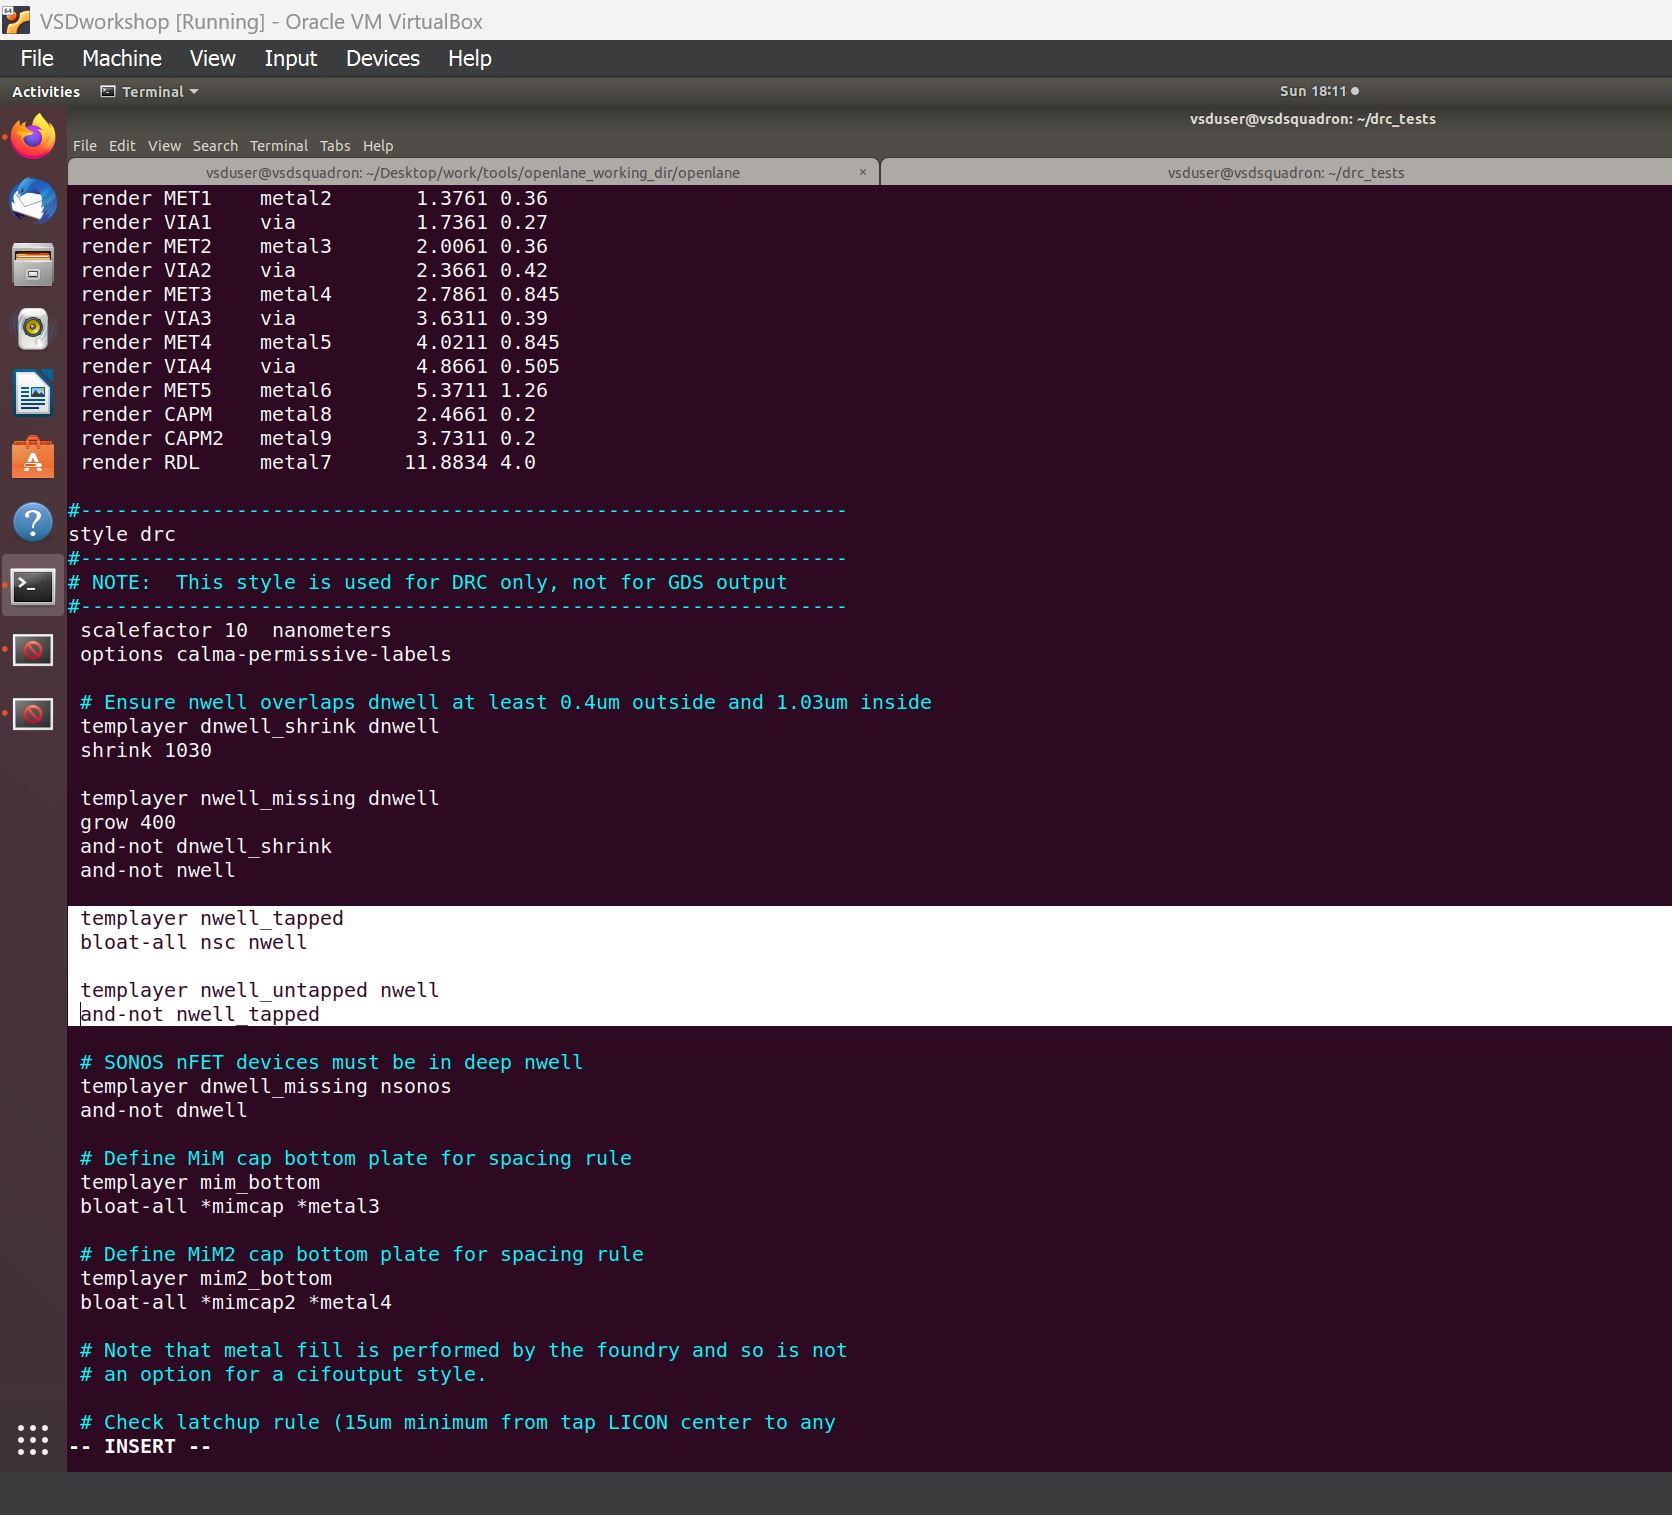 64
VSDworkshop [Running] - Oracle VM VirtualBox
File Machine View Input Devices Help
Activities Terminal Sun 18:11
vsduser@vsdsquadron: ~/drc_tests
File Edit View Search Terminal Tabs Help
vsduser@vsdsquadron: ~/Desktop/work/tools/openlane_working_dir/openlane × vsduser@vsdsquadron: ~/drc_tests
render MET1 metal2 1.3761 0.36
render VIA1 via 1.7361 0.27
render MET2 metal3 2.0061 0.36
render VIA2 via 2.3661 0.42
render MET3 metal4 2.7861 0.845
render VIA3 via 3.6311 0.39
render MET4 metal5 4.0211 0.845
render VIA4 via 4.8661 0.505
render MET5 metal6 5.3711 1.26
render CAPM metal8 2.4661 0.2
render CAPM2 metal9 3.7311 0.2
render RDL metal7 11.8834 4.0
#----------------------------------------------------------------
style drc
#----------------------------------------------------------------
# NOTE:  This style is used for DRC only, not for GDS output
#----------------------------------------------------------------
scalefactor 10  nanometers
options calma-permissive-labels
# Ensure nwell overlaps dnwell at least 0.4um outside and 1.03um inside
templayer dnwell_shrink dnwell
shrink 1030
templayer nwell_missing dnwell
grow 400
and-not dnwell_shrink
and-not nwell
templayer nwell_tapped
bloat-all nsc nwell
templayer nwell_untapped nwell
and-not nwell_tapped
# SONOS nFET devices must be in deep nwell
templayer dnwell_missing nsonos
and-not dnwell
# Define MiM cap bottom plate for spacing rule
templayer mim_bottom
bloat-all *mimcap *metal3
# Define MiM2 cap bottom plate for spacing rule
templayer mim2_bottom
bloat-all *mimcap2 *metal4
# Note that metal fill is performed by the foundry and so is not
# an option for a cifoutput style.
# Check latchup rule (15um minimum from tap LICON center to any
-- INSERT --